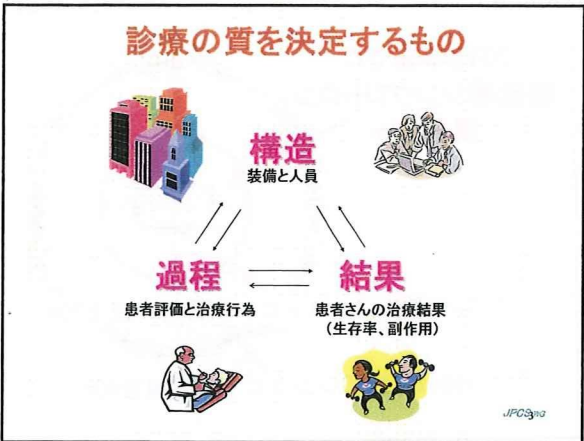 診療の質を決定するもの
構造
装備と人員
過程
患者評価と治療行為
結果
患者さんの治療結果
（生存率、副作用）